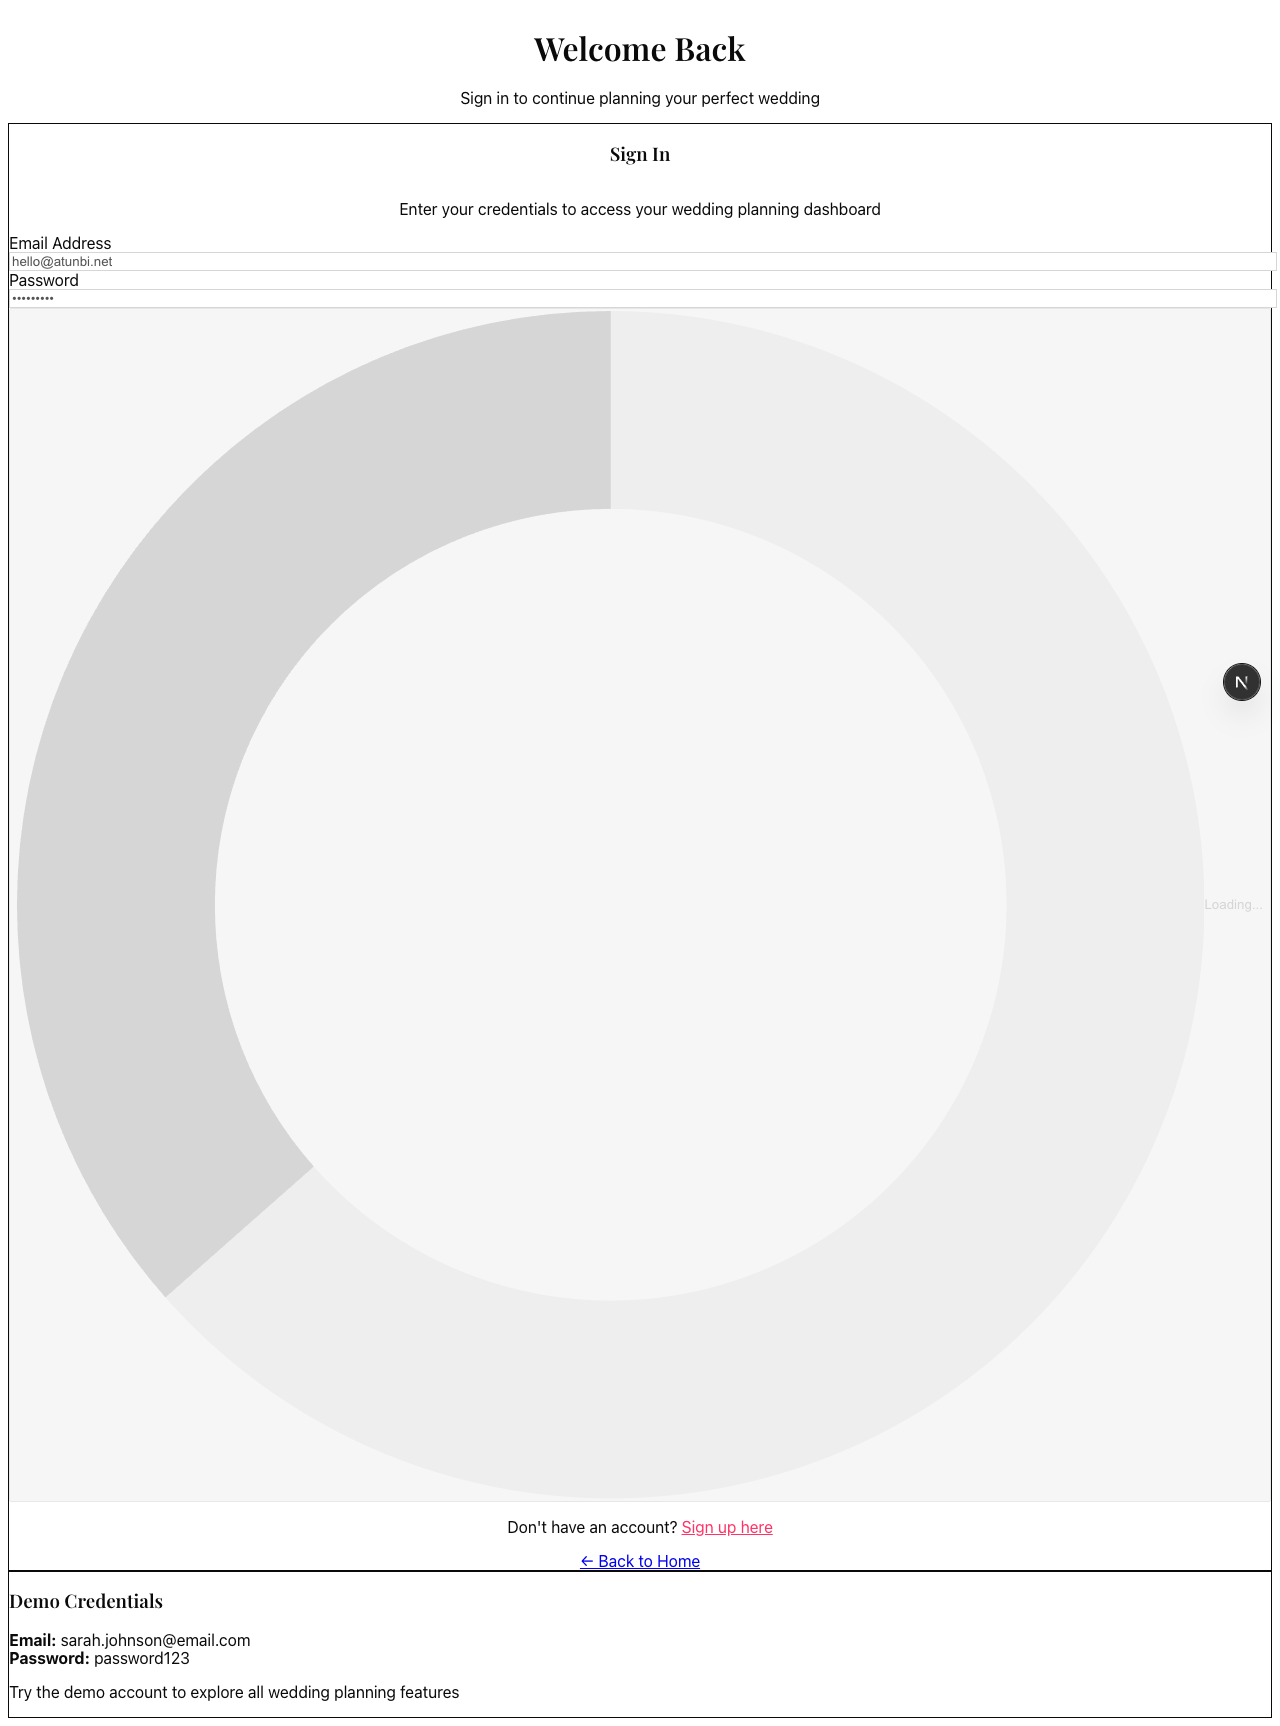 Welcome Back
Sign in to continue planning your perfect wedding
Sign In
Enter your credentials to access your wedding planning dashboard
Email Address
hello@atunbi.net
Password
•••••••••
N
Loading...
Don't have an account? Sign up here
← Back to Home
Demo Credentials
Email: sarah.johnson@email.com
Password: password123
Try the demo account to explore all wedding planning features